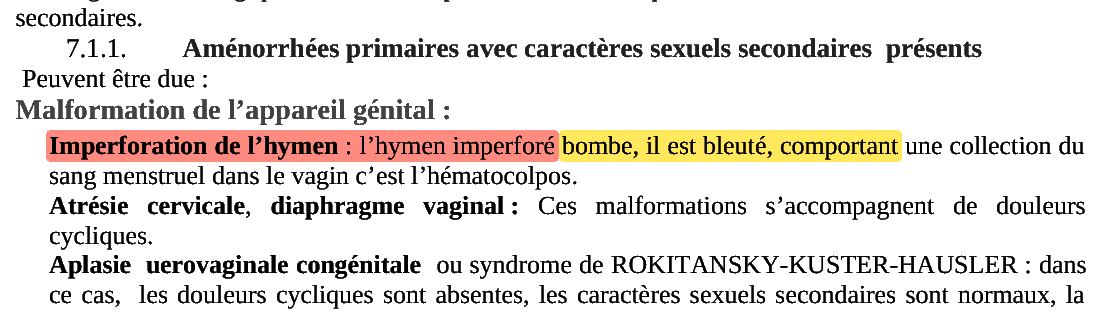 secondaires.
7.1.1. Aménorrhées primaires avec caractères sexuels secondaires présents
Peuvent être due :
Malformation de l’appareil génital :
Imperforation de l’hymen : l’hymen imperforé bombe, il est bleuté, comportant une collection du
sang menstruel dans le vagin c’est l’hématocolpos.
Atrésie cervicale, diaphragme vaginal : Ces malformations s’accompagnent de douleurs
cycliques.
Aplasie uerovaginale congénitale ou syndrome de ROKITANSKY-KUSTER-HAUSLER : dans
ce cas, les douleurs cycliques sont absentes, les caractères sexuels secondaires sont normaux, la